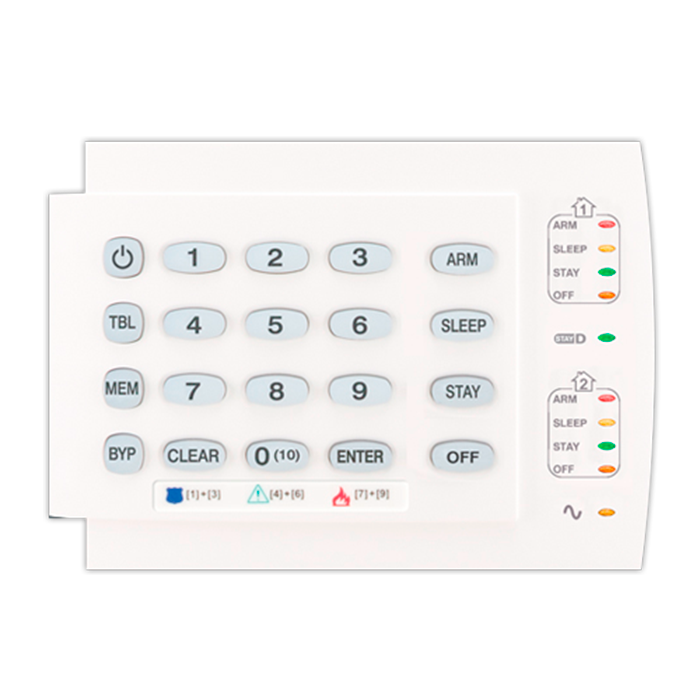 1
ARM
SLEEP
STAY
OFF
1 2 3 ARM
TBL 4 5 6 SLEEP
STAY D
MEM 7 8 9 STAY
2
ARM
SLEEP
STAY
OFF
BYP CLEAR 0 (10) ENTER OFF
[1]+[3] [4]+[6] [7]+[9]